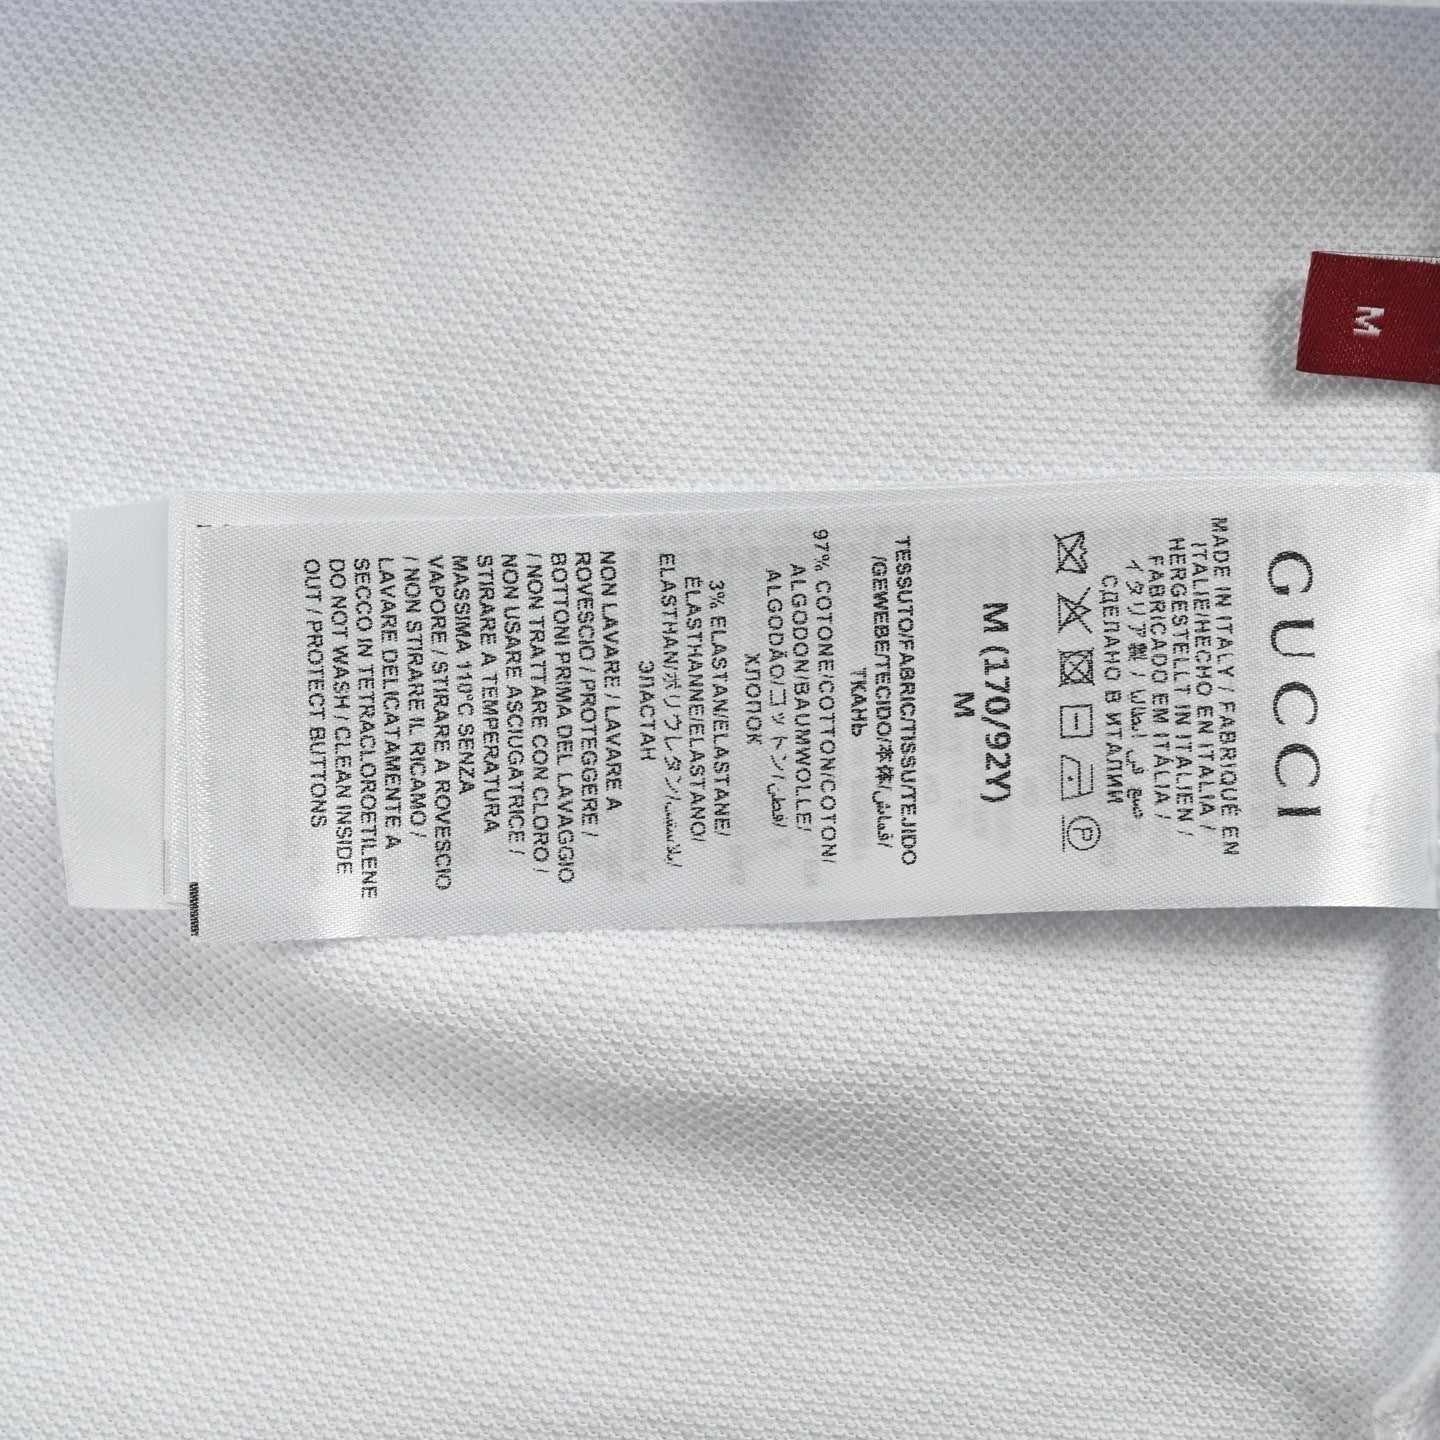 GUCCI
MADE IN ITALY / FABRIQUÉ EN
ITALIE/HECHO EN ITALIA /
HERGESTELLT IN ITALIEN /
FABRICADO EM ITÁLIA /
イタリア製 /
СДЕЛАНО В ИТАЛИИ
P
M (170/92Y)
M
TESSUTO/FABRIC/TISSU/TEJIDO
/GEWEBE/TECIDO/本体/قماش/
ТКАНЬ
97% COTONE/COTTON/COTON/
ALGODON/BAUMWOLLE/
ALGODÃO/コットン/قطن/
ХЛОПОК
3% ELASTAN/ELASTANE/
ÉLASTHANNE/ELASTANO/
ELASTHAN/ポリウレタン/
ЭЛАСТАН
NON LAVARE / LAVARE A
ROVESCIO / PROTEGGERE /
BOTTONI PRIMA DEL LAVAGGIO
/ NON TRATTARE CON CLORO /
NON USARE ASCIUGATRICE /
STIRARE A TEMPERATURA
MASSIMA 110°C SENZA
VAPORE / STIRARE A ROVESCIO
/ NON STIRARE IL RICAMO /
LAVARE DELICATAMENTE A
SECCO IN TETRACLOROETILENE
DO NOT WASH / CLEAN INSIDE
OUT / PROTECT BUTTONS
M